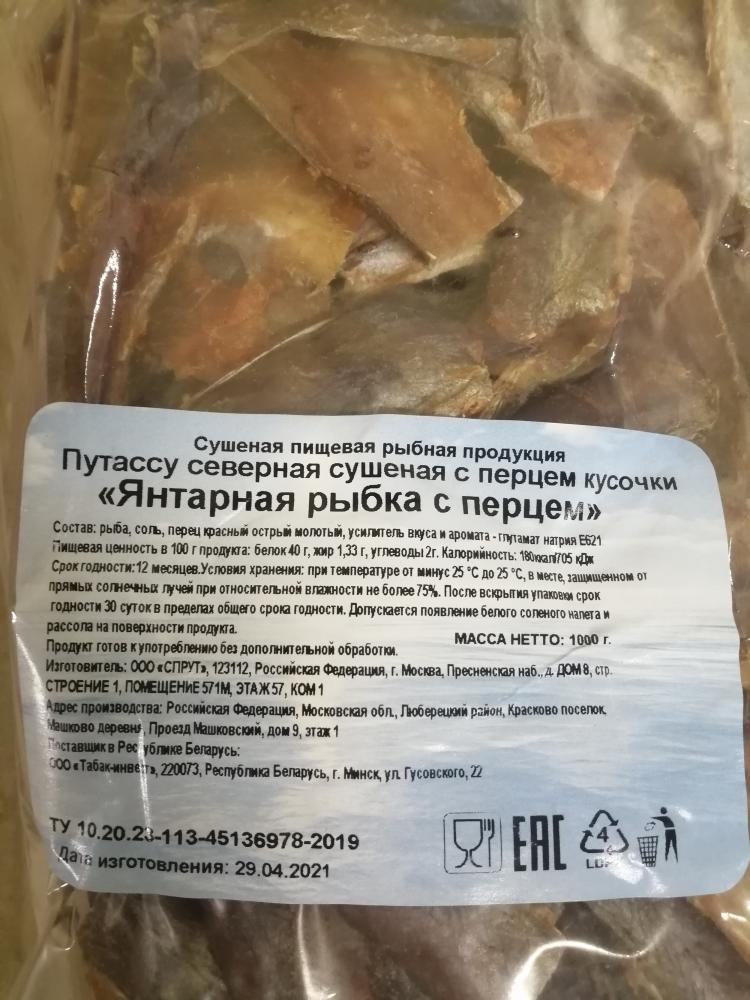 Сушеная пищевая рыбная продукция
Путассу северная сушеная с перцем кусочки
«Янтарная рыбка с перцем»
Состав: рыба, соль, перец красный острый молотый, усилитель вкуса и аромата - глутамат натрия Е621
Пищевая ценность в 100 г продукта: белок 40 г, жир 1,33 г, углеводы 2г. Калорийность: 180ккал/705 кДж
Срок годности:12 месяцев.Условия хранения: при температуре от минус 25 °С до 25 °С, в месте, защищенном от
прямых солнечных лучей при относительной влажности не более 75%. После вскрытия упаковки срок
годности 30 суток в пределах общего срока годности. Допускается появление белого соленого налета и
рассола на поверхности продукта.
МАССА НЕТТО: 1000 г.
Продукт готов к употреблению без дополнительной обработки.
Изготовитель: ООО «СПРУТ», 123112, Российская Федерация, г. Москва, Пресненская наб., д. ДОМ 8, стр.
СТРОЕНИЕ 1, ПОМЕЩЕНИЕ 571М, ЭТАЖ 57, КОМ 1
Адрес производства: Российская Федерация, Московская обл., Люберецкий район, Красково поселок,
Машково деревня, Проезд Машковский, дом 9, этаж 1
Поставщик в Республике Беларусь:
ООО «Табак-инвест», 220073, Республика Беларусь, г. Минск, ул. Гусовского, 22
ТУ 10.20.23-113-45136978-2019
Дата изготовления: 29.04.2021
EAC
4
LDPE